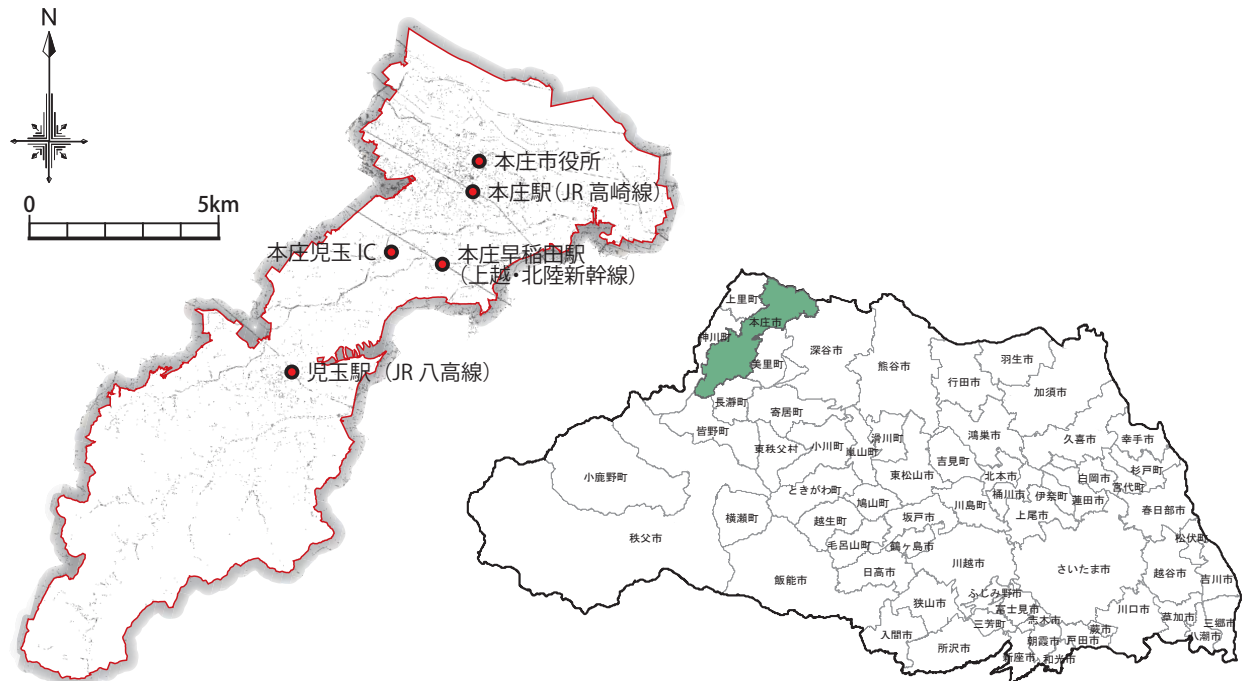 N
0 5km
本庄市役所
本庄駅（JR 高崎線）
本庄児玉 IC
本庄早稲田駅
（上越・北陸新幹線）
児玉駅（JR 八高線）
上里町
本庄市
神川町
美里町
深谷市
熊谷市
羽生市
行田市
加須市
長瀞町
寄居町
皆野町
東秩父村
小川町
滑川町
嵐山町
鴻巣市
久喜市
幸手市
小鹿野町
東松山市
吉見町
北本市
白岡市
杉戸町
宮代町
ときがわ町
鳩山町
川島町
桶川市
伊奈町
蓮田市
横瀬町
越生町
坂戸市
上尾市
春日部市
秩父市
毛呂山町
鶴ヶ島市
松伏町
飯能市
日高市
川越市
さいたま市
越谷市
吉川市
ふじみ野市
狭山市
富士見市
川口市
三芳町
志木市
草加市
三郷市
入間市
朝霞市
戸田市
蕨市
八潮市
所沢市
新座市
和光市